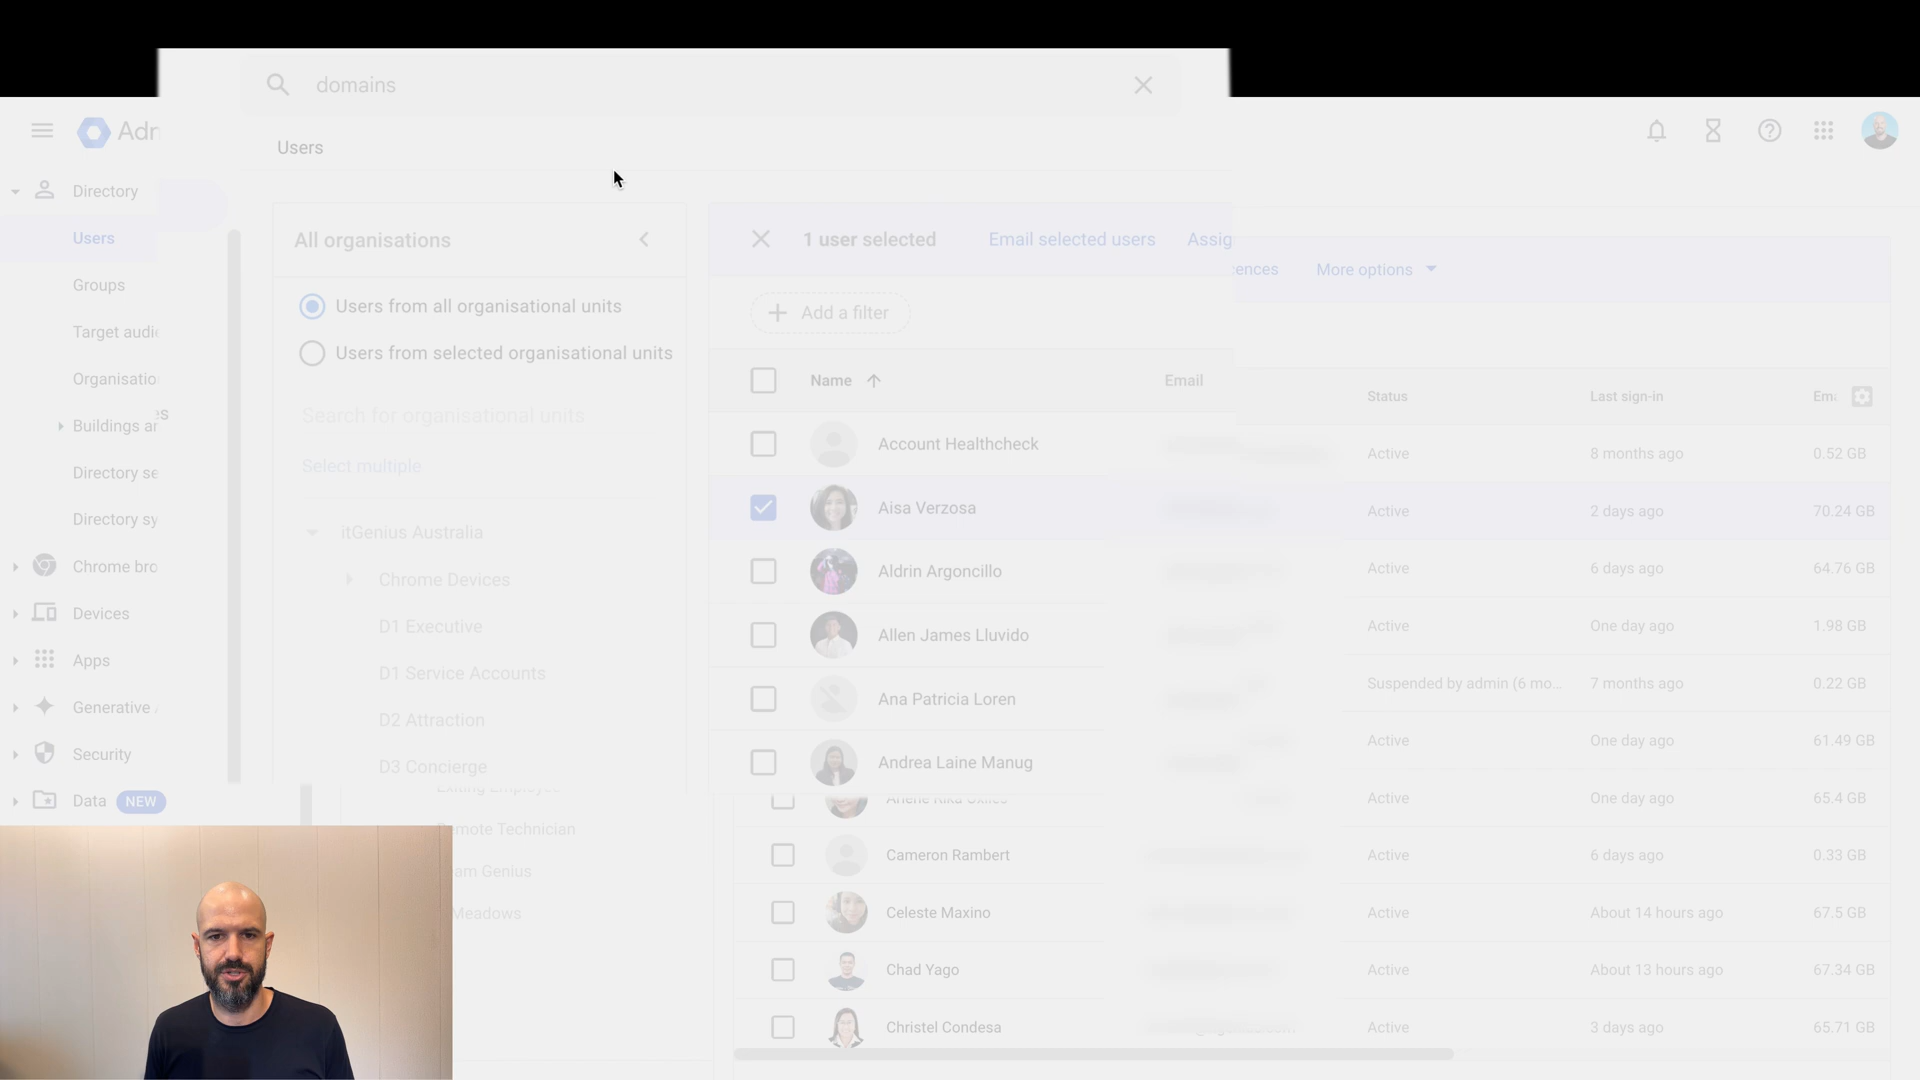 domains
Adr
Users
Directory
Users
Groups
Target audie
Organisatio
s
Buildings ar
Directory se
Directory sy
Chrome bro
Devices
Apps
Generative
Security
Data NEW
All organisations
Users from all organisational units
Users from selected organisational units
Search for organisational units
Select multiple
itGenius Australia
Chrome Devices
D1 Executive
D1 Service Accounts
D2 Attraction
D3 Concierge
emote Technician
am Genius
Meadows
1 user selected Email selected users Assig
ences More options
Add a filter
Name Email Status Last sign-in Ema
Account Healthcheck Active 8 months ago 0.52 GB
Aisa Verzosa Active 2 days ago 70.24 GB
Aldrin Argoncillo Active 6 days ago 64.76 GB
Allen James Lluvido Active One day ago 1.98 GB
Ana Patricia Loren Suspended by admin (6 mo... 7 months ago 0.22 GB
Andrea Laine Manug Active One day ago 61.49 GB
Active One day ago 65.4 GB
Cameron Rambert Active 6 days ago 0.33 GB
Celeste Maxino Active About 14 hours ago 67.5 GB
Chad Yago Active About 13 hours ago 67.34 GB
Christel Condesa Active 3 days ago 65.71 GB